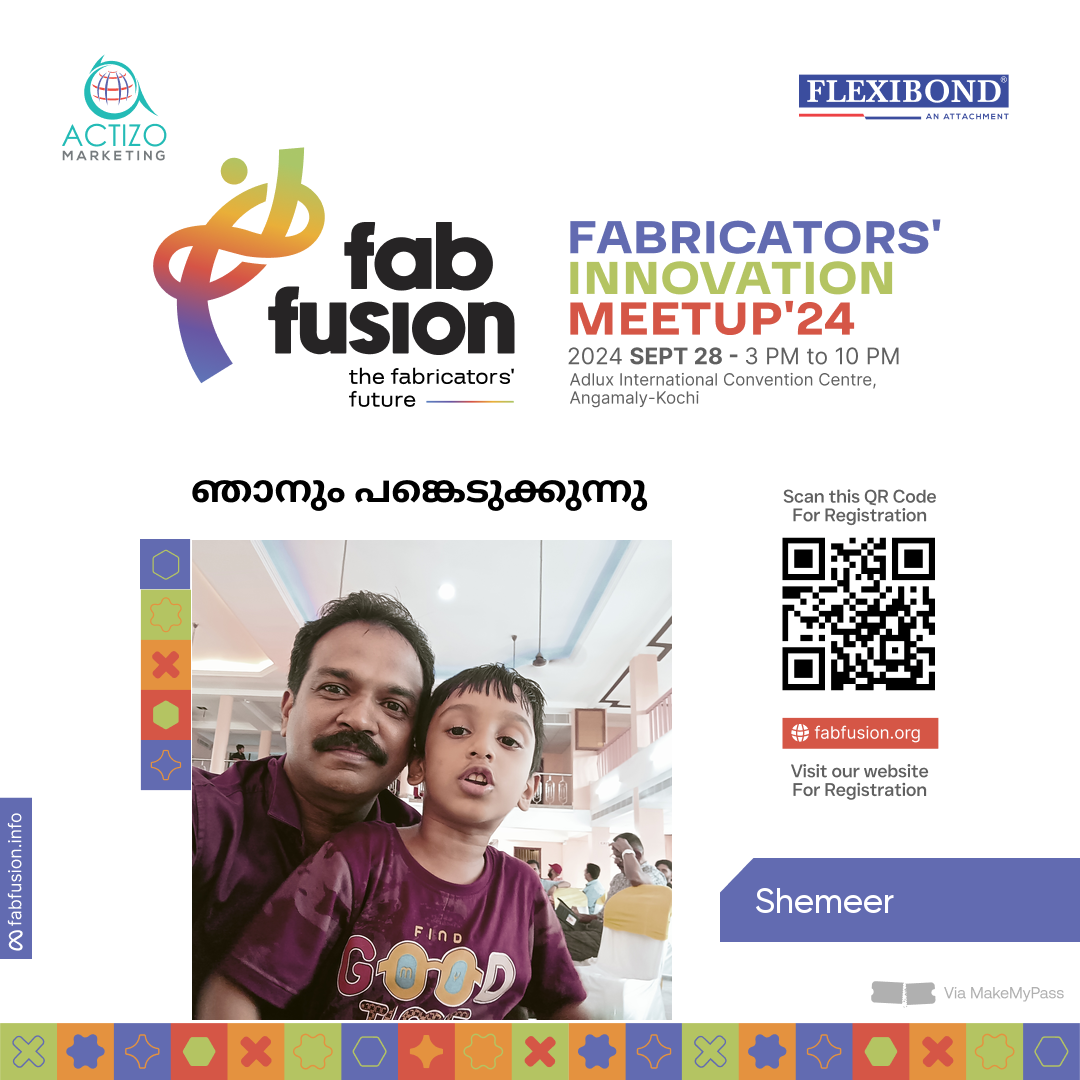 ACTIZO
MARKETING
FLEXIBOND®
AN ATTACHMENT
fab
fusion
the fabricators'
future
FABRICATORS'
INNOVATION
MEETUP'24
2024 SEPT 28 - 3 PM to 10 PM
Adlux International Convention Centre,
Angamaly-Kochi
ഞാനും പങ്കെടുക്കുന്നു
Scan this QR Code
For Registration
fabfusion.org
Visit our website
For Registration
FIND
GOOD
TIME
fabfusion.info
Shemeer
Via MakeMyPass